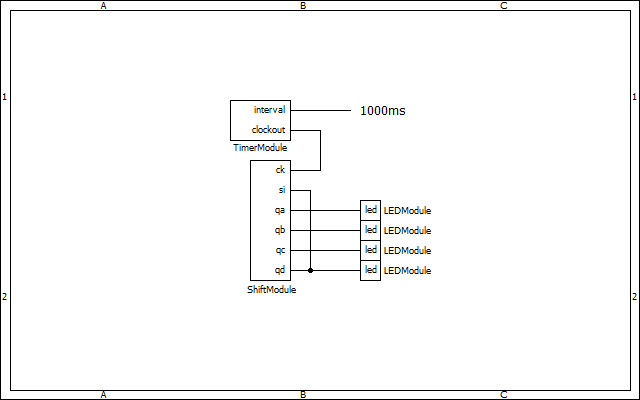 A B C
1 1
interval 1000ms
clockout
TimerModule
ck
si
qa led LEDModule
qb led LEDModule
qc led LEDModule
qd led LEDModule
ShiftModule
2 2
A B C